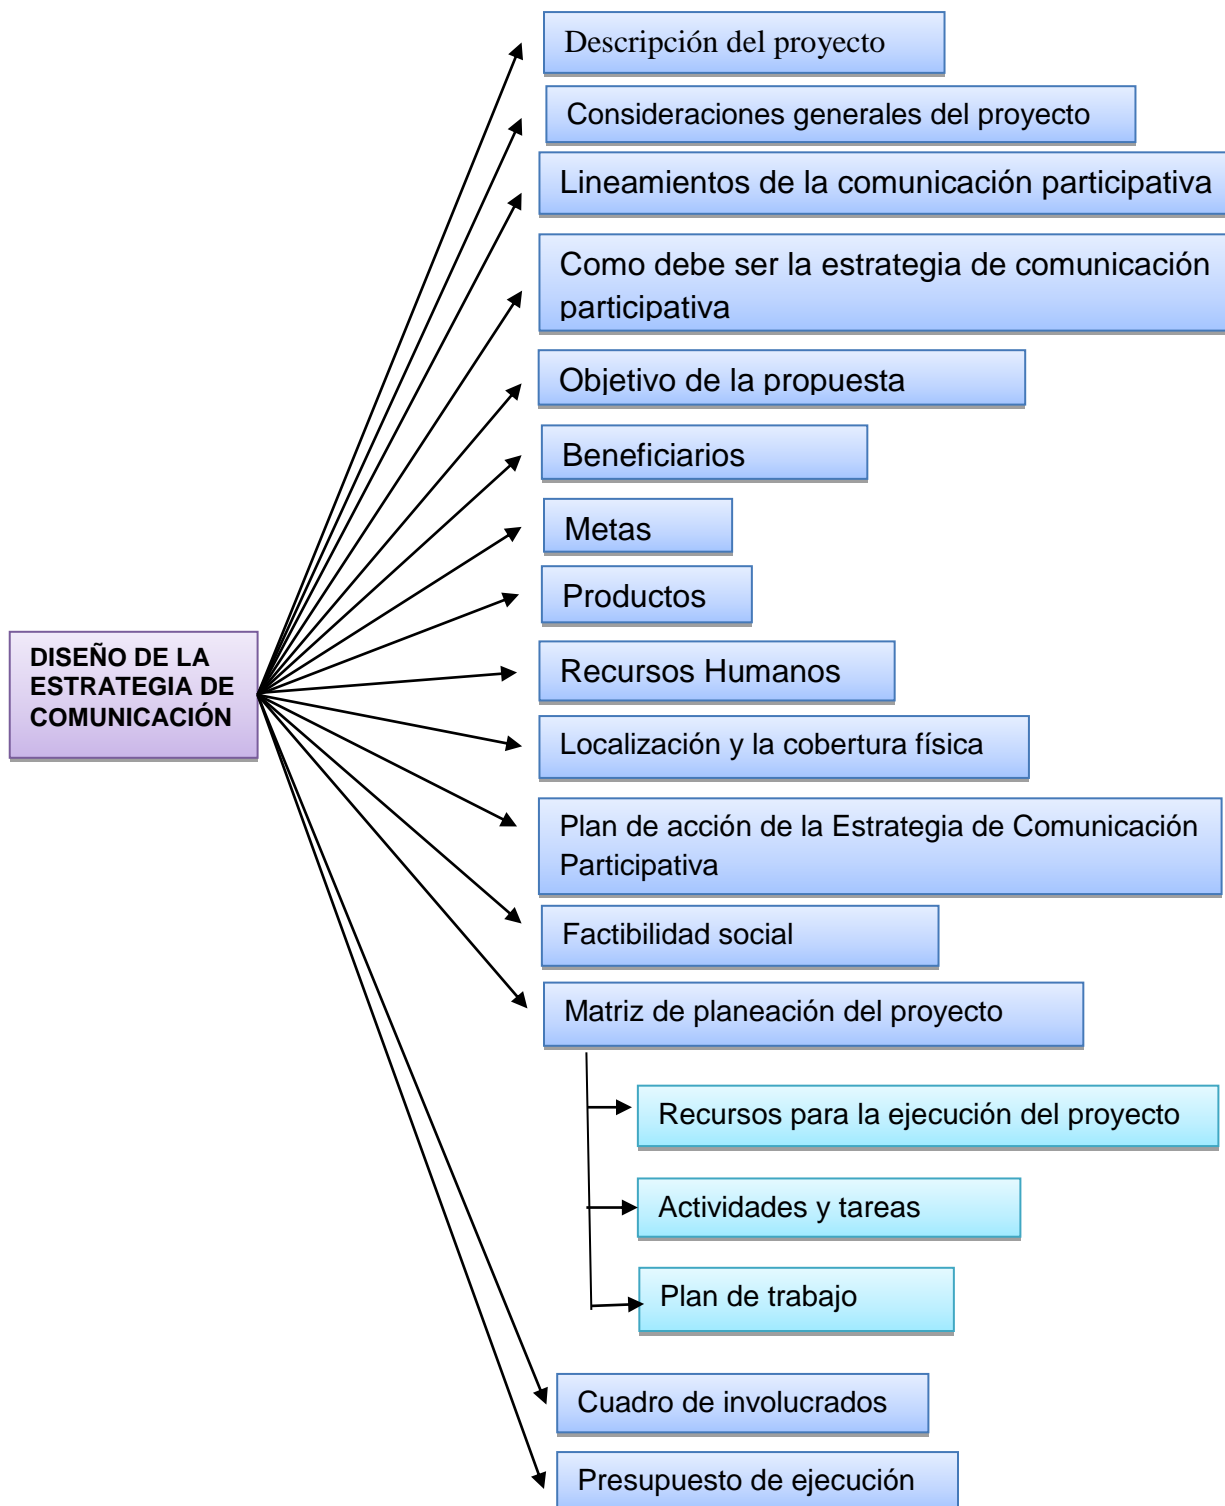 Descripción del proyecto
Consideraciones generales del proyecto
Lineamientos de la comunicación participativa
Como debe ser la estrategia de comunicación
participativa
Objetivo de la propuesta
Beneficiarios
Metas
Productos
DISEÑO DE LA
ESTRATEGIA DE
COMUNICACIÓN
Recursos Humanos
Localización y la cobertura física
Plan de acción de la Estrategia de Comunicación
Participativa
Factibilidad social
Matriz de planeación del proyecto
Recursos para la ejecución del proyecto
Actividades y tareas
Plan de trabajo
Cuadro de involucrados
Presupuesto de ejecución